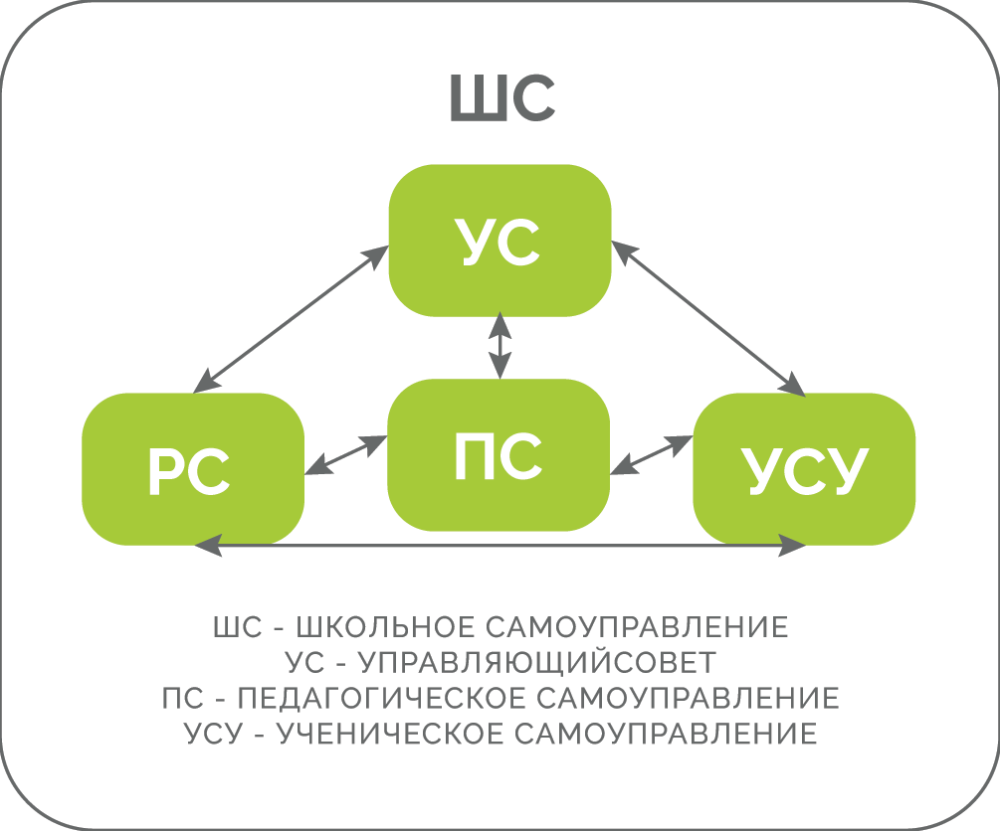 ШС
УС
РС
ПС
УСУ
ШС - ШКОЛЬНОЕ САМОУПРАВЛЕНИЕ
УС - УПРАВЛЯЮЩИЙСОВЕТ
ПС - ПЕДАГОГИЧЕСКОЕ САМОУПРАВЛЕНИЕ
УСУ - УЧЕНИЧЕСКОЕ САМОУПРАВЛЕНИЕ